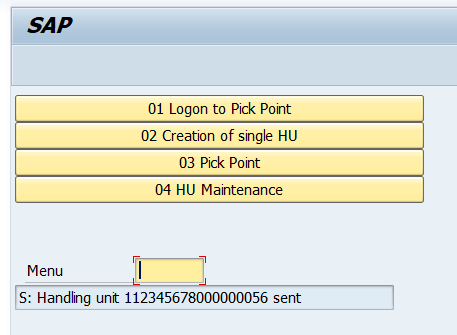 SAP
01 Logon to Pick Point
02 Creation of single HU
03 Pick Point
04 HU Maintenance
Menu
S: Handling unit 112345678000000056 sent